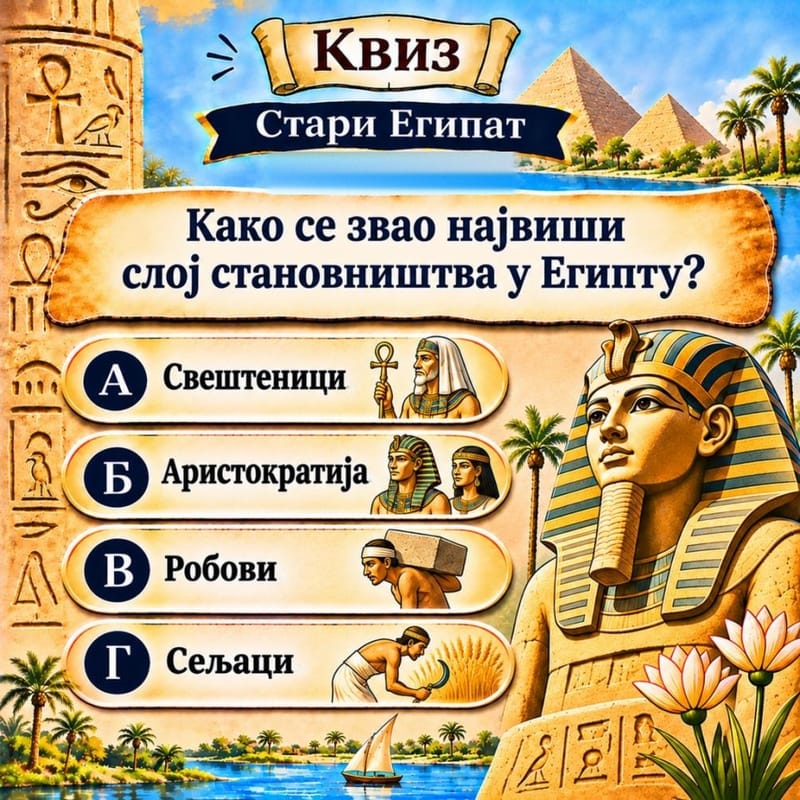 Квиз
Стари Египат
Како се звао највиши
слој становништва у Египту?
А Свештеници
Б Аристократија
В Робови
Г Сељаци